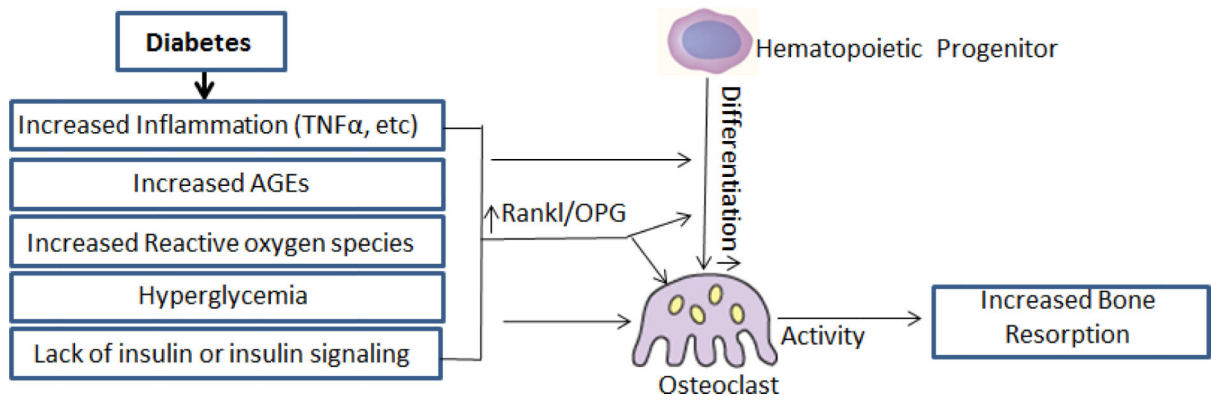 Diabetes
Hematopoietic Progenitor
Increased Inflammation (TNFα, etc)
Increased AGEs
Increased Reactive oxygen species
Hyperglycemia
Lack of insulin or insulin signaling
Rankl/OPG
Differentiation
Osteoclast
Activity
Increased Bone
Resorption